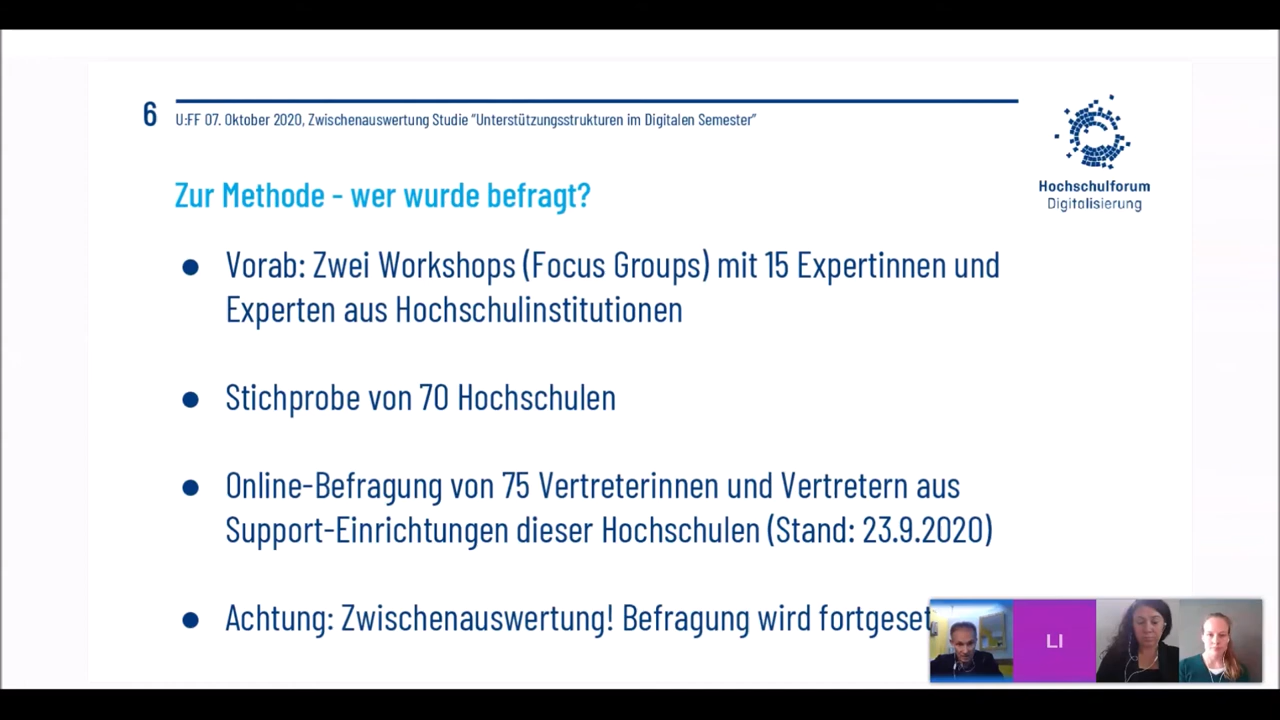 6
U:FF 07. Oktober 2020, Zwischenauswertung Studie "Unterstützungsstrukturen im Digitalen Semester"
Hochschulforum
Digitalisierung
Zur Methode - wer wurde befragt?
● Vorab: Zwei Workshops (Focus Groups) mit 15 Expertinnen und
Experten aus Hochschulinstitutionen
● Stichprobe von 70 Hochschulen
● Online-Befragung von 75 Vertreterinnen und Vertretern aus
Support-Einrichtungen dieser Hochschulen (Stand: 23.9.2020)
● Achtung: Zwischenauswertung! Befragung wird fortgeset
LI